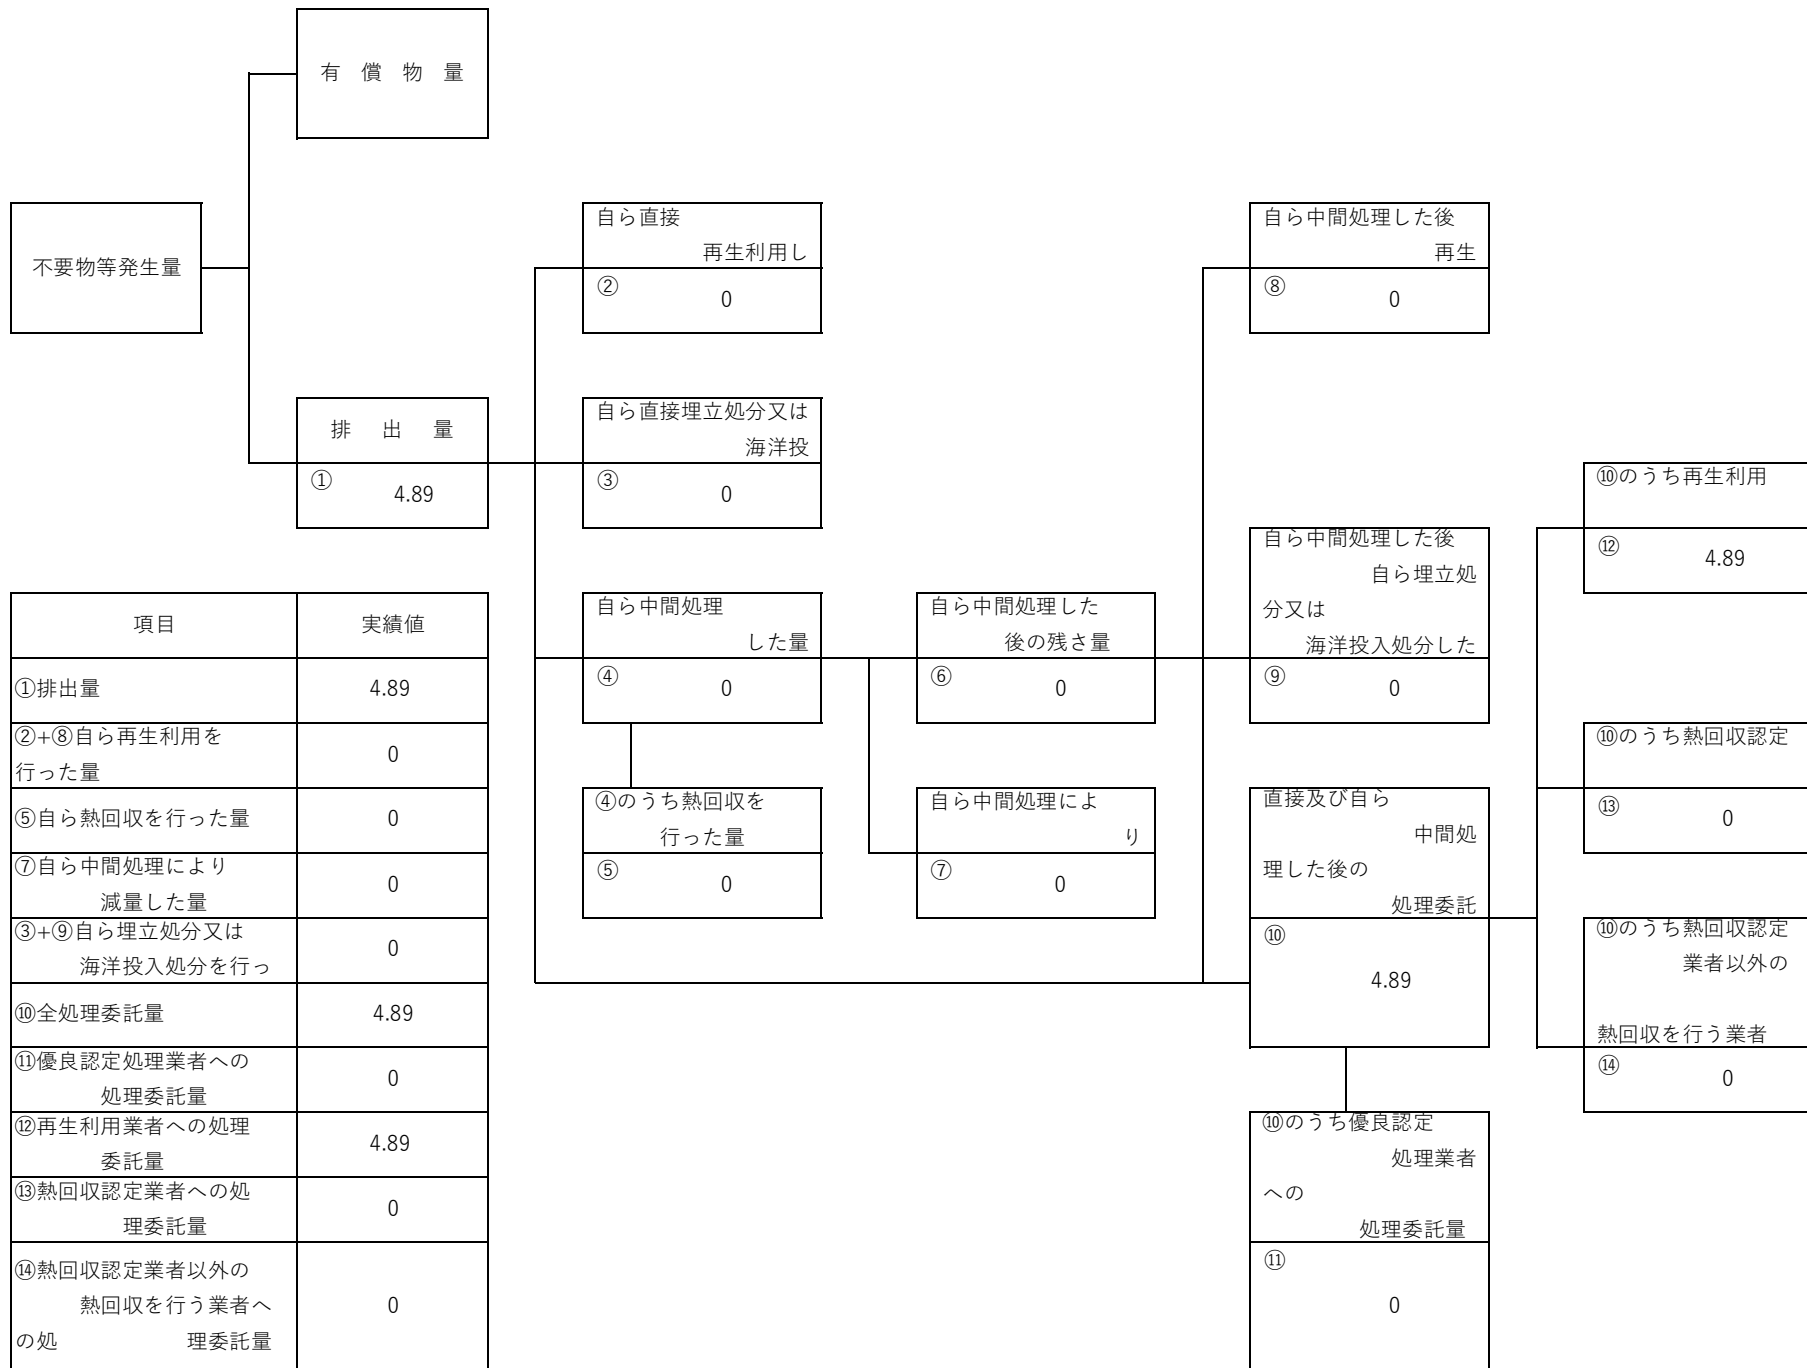 有 償 物 量
不要物等発生量
自ら直接
再生利用し
②
0
自ら中間処理した後
再生
⑧
0
排 出 量
①
4.89
自ら直接埋立処分又は
海洋投
③
0
⑩のうち再生利用
⑫
4.89
自ら中間処理した後
自ら埋立処
分又は
海洋投入処分した
⑨
0
自ら中間処理
した量
④
0
自ら中間処理した
後の残さ量
⑥
0
⑩のうち熱回収認定
⑬
0
④のうち熱回収を
行った量
⑤
0
自ら中間処理によ
り
⑦
0
直接及び自ら
中間処
理した後の
処理委託
⑩
4.89
⑩のうち熱回収認定
業者以外の
熱回収を行う業者
⑭
0
⑩のうち優良認定
処理業者
への
処理委託量
⑪
0
項目 実績値
①排出量 4.89
②+⑧自ら再生利用を
行った量
0
⑤自ら熱回収を行った量 0
⑦自ら中間処理により
減量した量
0
③+⑨自ら埋立処分又は
海洋投入処分を行っ
0
⑩全処理委託量 4.89
⑪優良認定処理業者への
処理委託量
0
⑫再生利用業者への処理
委託量
4.89
⑬熱回収認定業者への処
理委託量
0
⑭熱回収認定業者以外の
熱回収を行う業者へ
の処 理委託量
0